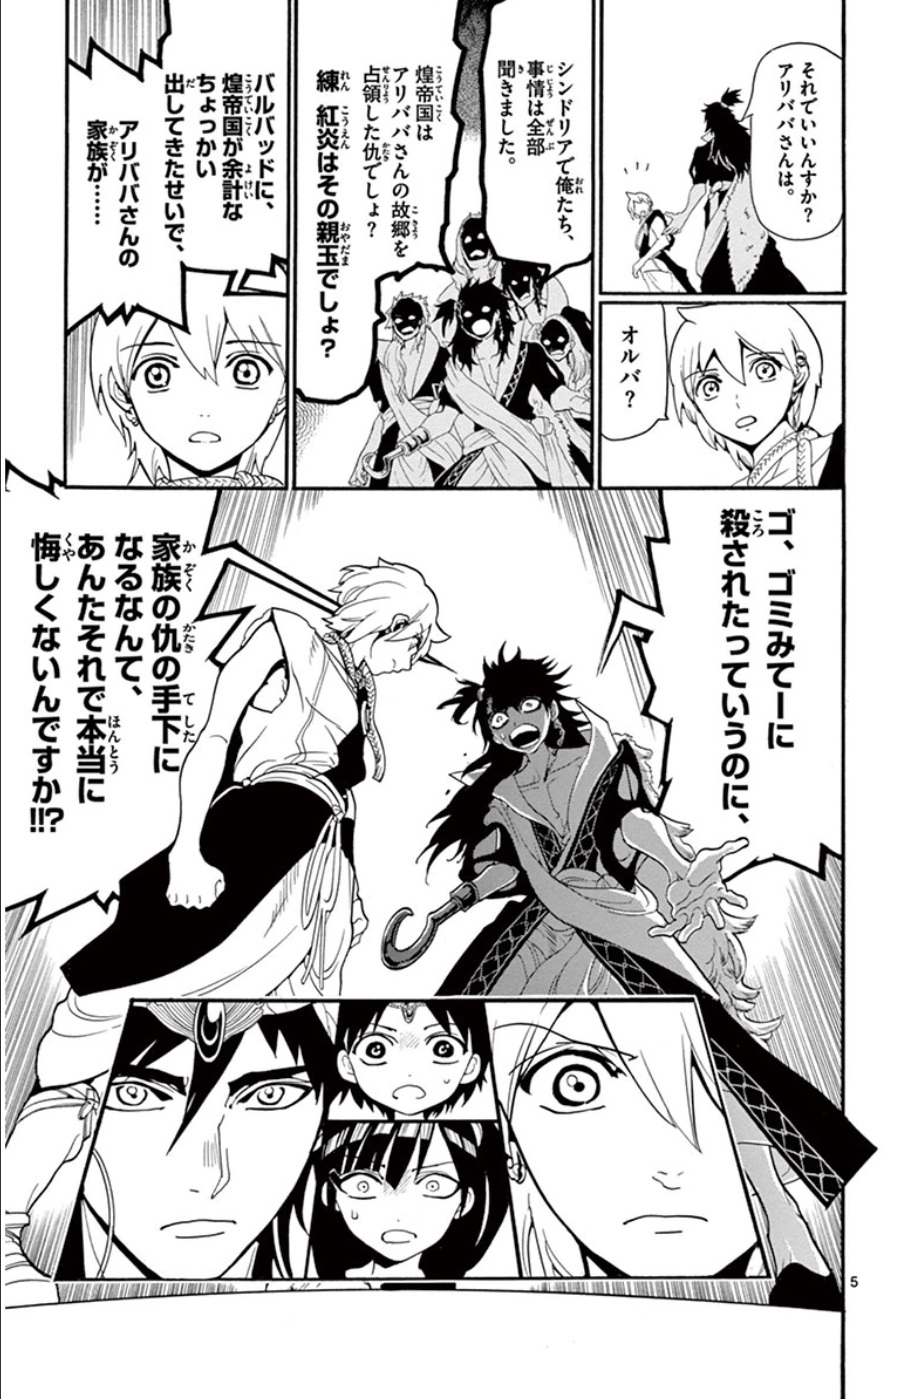 それでいいんすか?
アリババさんは。
オルバ?
シンドリアで俺たち、
事情は全部
聞きました。
煌帝国は
アリババさんの故郷を
占領した仇でしょ?
練 紅炎はその親玉でしょ?
バルバッドに、
煌帝国が余計な
ちょっかい
出してきたせいで、
アリババさんの
家族が……
ゴ、ゴミみてーに
殺されたっていうのに、
家族の仇の手下に
なるなんて、
あんたそれで本当に
悔しくないんですか!!?
5